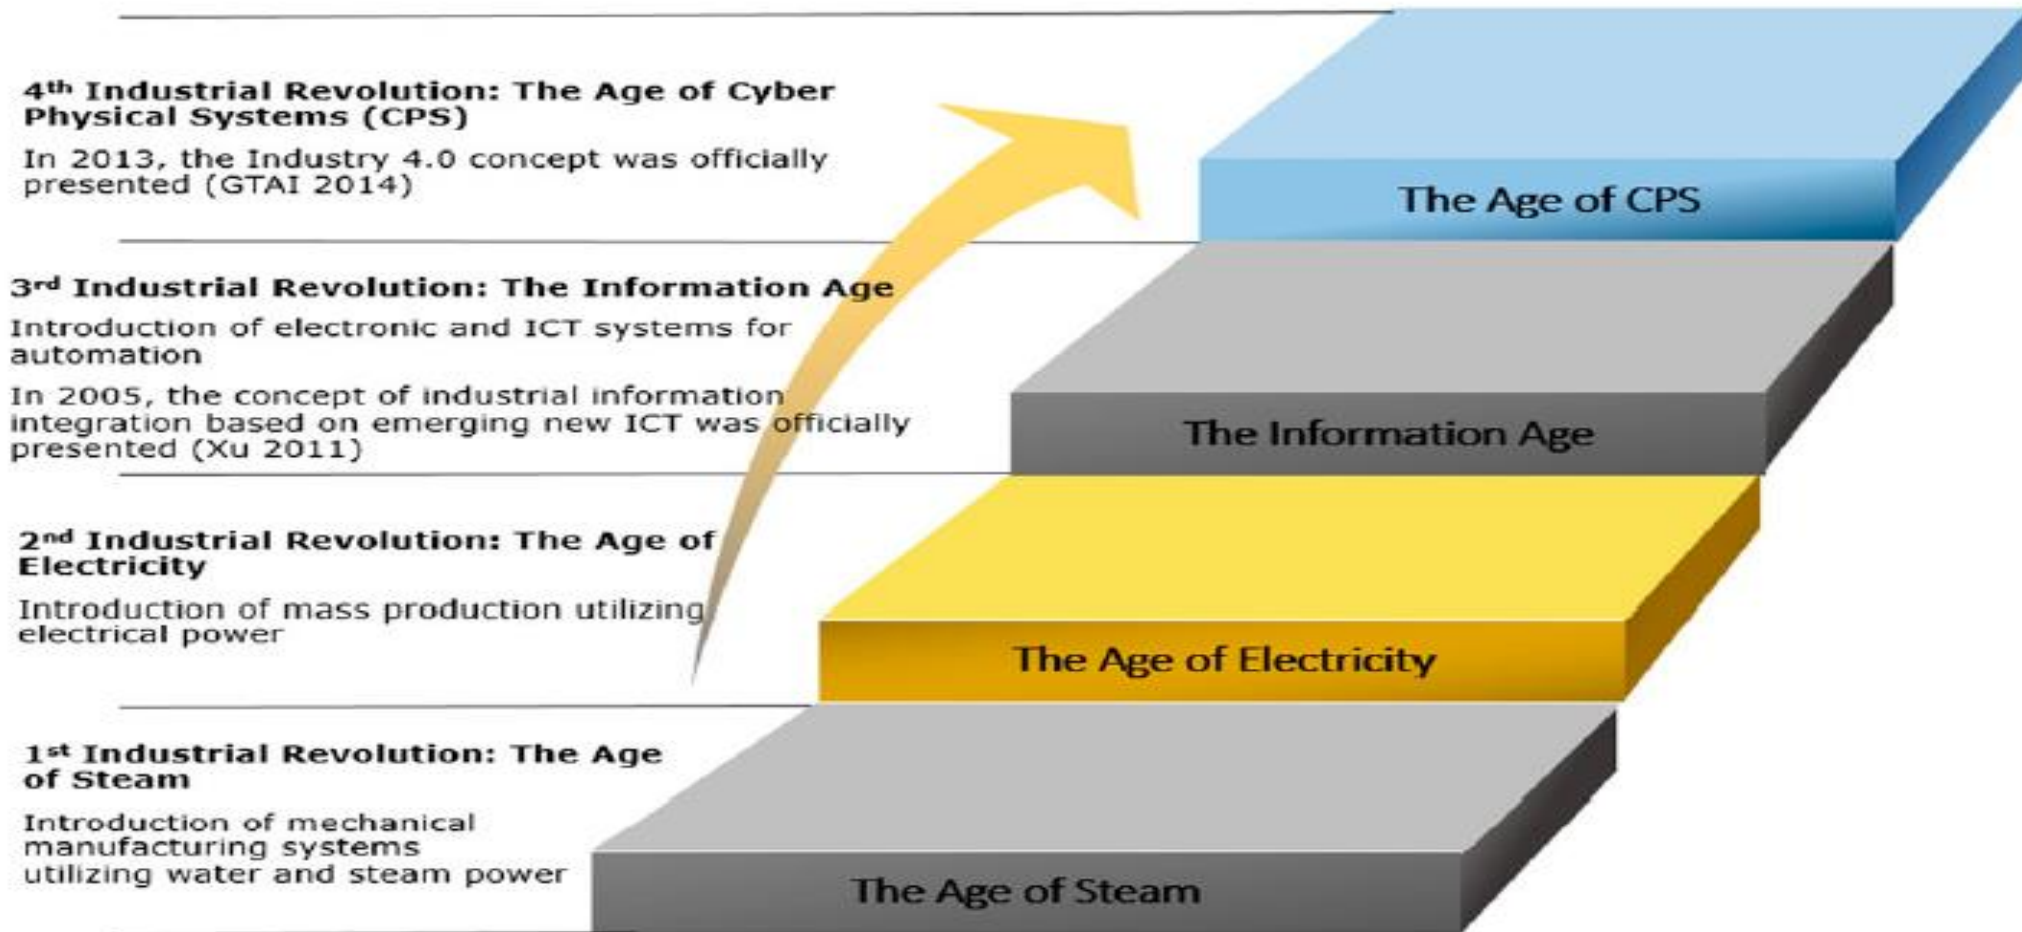 4th Industrial Revolution: The Age of Cyber
Physical Systems (CPS)
In 2013, the Industry 4.0 concept was officially
presented (GTAI 2014)
The Age of CPS
3rd Industrial Revolution: The Information Age
Introduction of electronic and ICT systems for
automation
In 2005, the concept of industrial information
integration based on emerging new ICT was officially
presented (Xu 2011)
The Information Age
2nd Industrial Revolution: The Age of
Electricity
Introduction of mass production utilizing
electrical power
The Age of Electricity
1st Industrial Revolution: The Age
of Steam
Introduction of mechanical
manufacturing systems
utilizing water and steam power
The Age of Steam